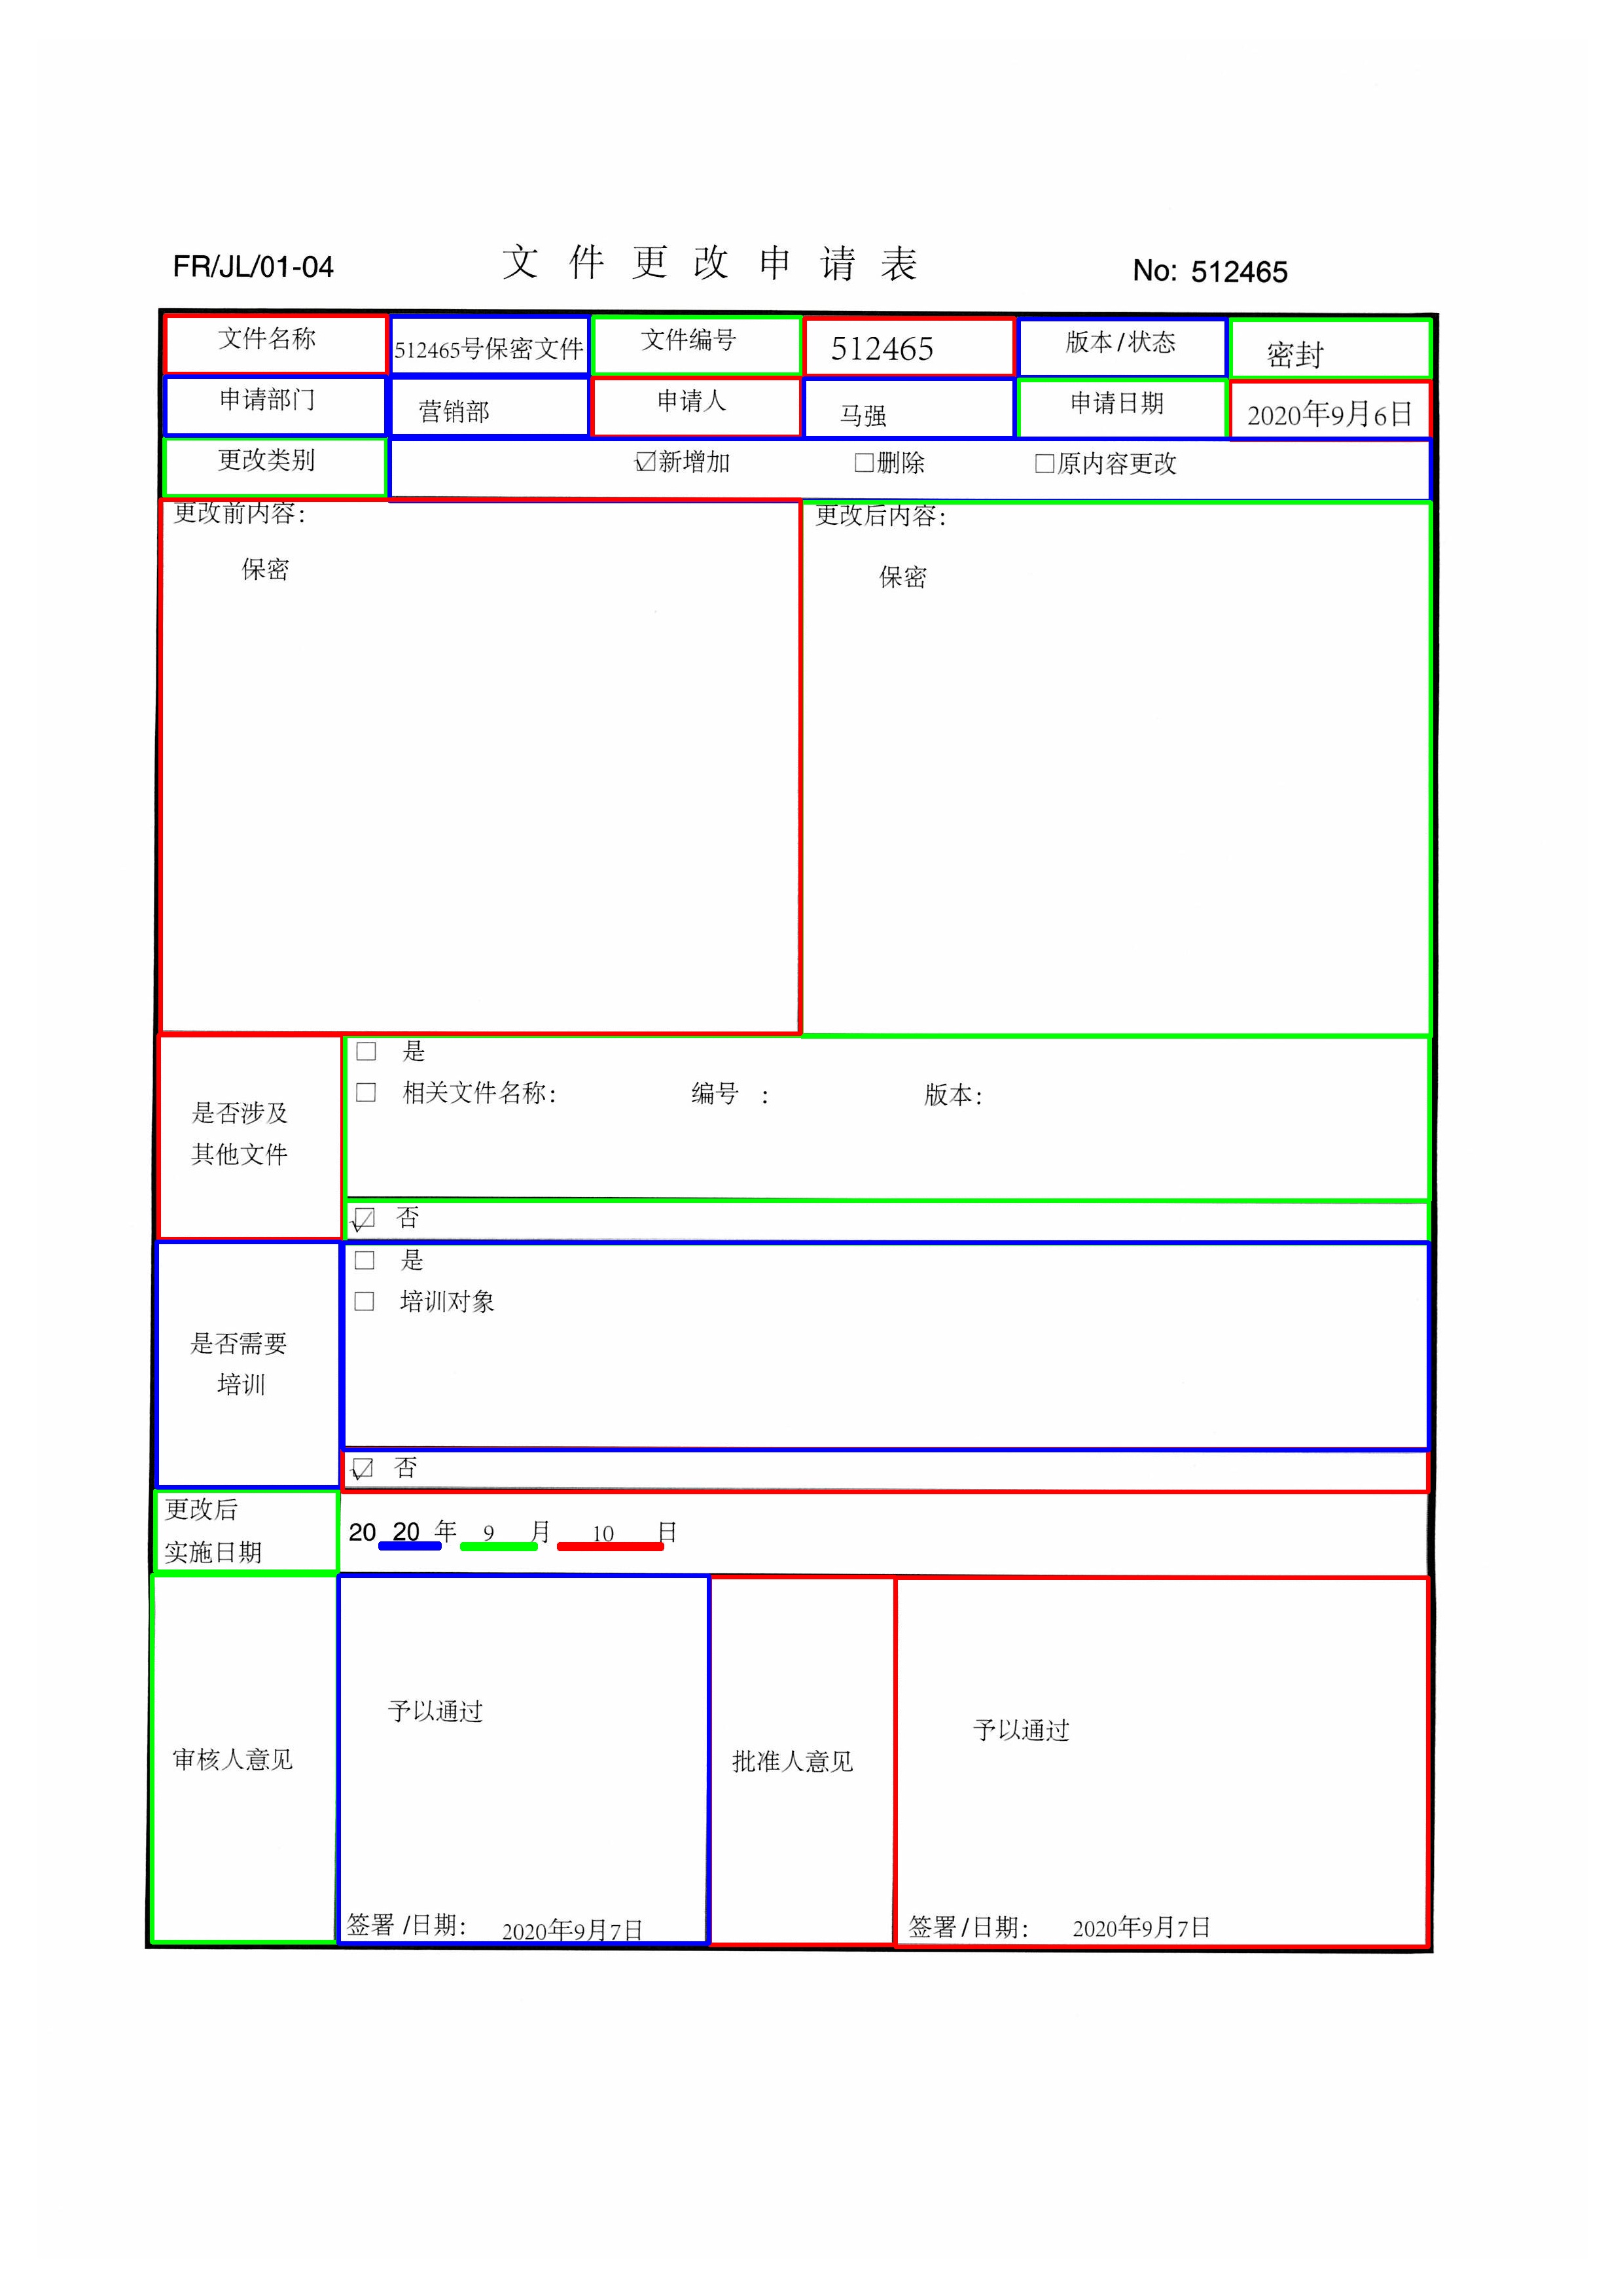 FR/JL/01-04 文件更改申请表 No: 512465
文件名称 512465号保密文件 文件编号 512465 版本/状态 密封
申请部门 营销部 申请人 马强 申请日期 2020年9月6日
更改类别 ☑新增加 □删除 □原内容更改
更改前内容: 更改后内容:
保密 保密
是否涉及
其他文件
□ 是
□ 相关文件名称: 编号 : 版本:
☑ 否
是否需要
培训
□ 是
□ 培训对象
☑ 否
更改后
实施日期
20 20 年 9 月 10 日
审核人意见
予以通过
签署/日期: 2020年9月7日
批准人意见
予以通过
签署/日期: 2020年9月7日